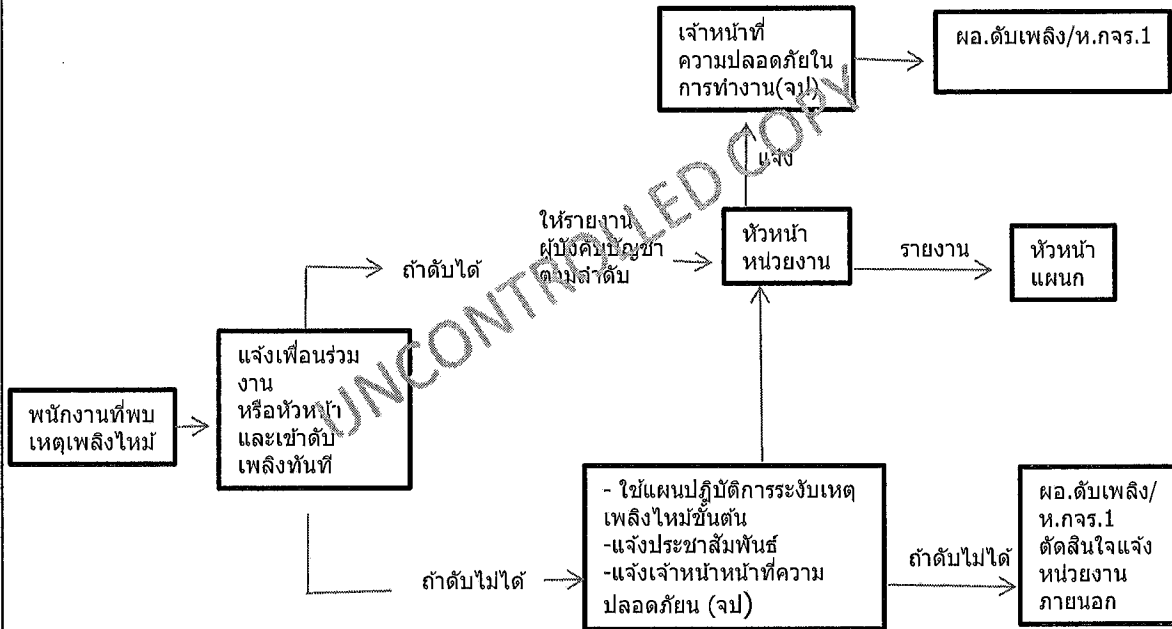 เจ้าหน้าที่
ความปลอดภัยใน
การทำงาน(จป)
ผอ.ดับเพลิง/ห.กจร.1
แจ้ง
ให้รายงาน
ผู้บังคับบัญชา
ตามลำดับ
หัวหน้า
หน่วยงาน
รายงาน
หัวหน้า
แผนก
ถ้าดับได้
แจ้งเพื่อนร่วม
งาน
หรือหัวหน้า
และเข้าดับ
เพลิงทันที
พนักงานที่พบ
เหตุเพลิงไหม้
ถ้าดับไม่ได้
- ใช้แผนปฏิบัติการระงับเหตุ
เพลิงไหม้ขั้นต้น
-แจ้งประชาสัมพันธ์
-แจ้งเจ้าหน้าหน้าที่ความ
ปลอดภัยน (จป)
ถ้าดับไม่ได้
ผอ.ดับเพลิง/
ห.กจร.1
ตัดสินใจแจ้ง
หน่วยงาน
ภายนอก
UNCONTROLLED COPY